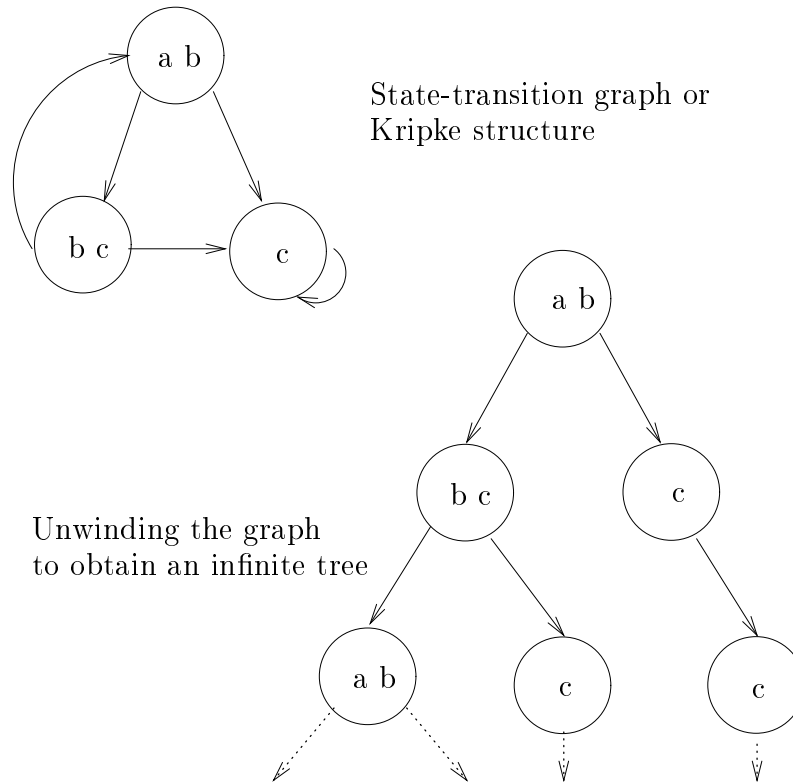 a b
State-transition graph or
Kripke structure
b c
c
a b
b c
c
Unwinding the graph
to obtain an infinite tree
a b
c
c